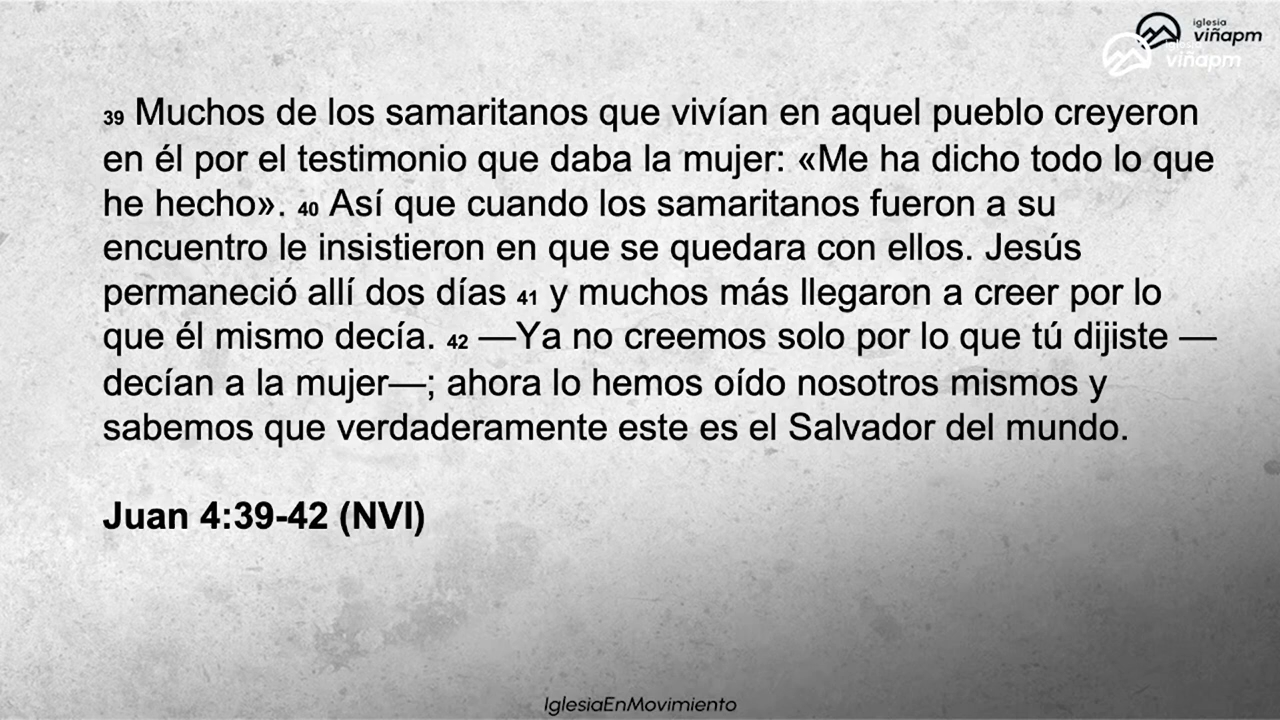 iglesia
viñapm
iglesia
viñapm
39 Muchos de los samaritanos que vivían en aquel pueblo creyeron
en él por el testimonio que daba la mujer: «Me ha dicho todo lo que
he hecho». 40 Así que cuando los samaritanos fueron a su
encuentro le insistieron en que se quedara con ellos. Jesús
permaneció allí dos días 41 y muchos más llegaron a creer por lo
que él mismo decía. 42 —Ya no creemos solo por lo que tú dijiste —
decían a la mujer—; ahora lo hemos oído nosotros mismos y
sabemos que verdaderamente este es el Salvador del mundo.
Juan 4:39-42 (NVI)
IglesiaEnMovimiento